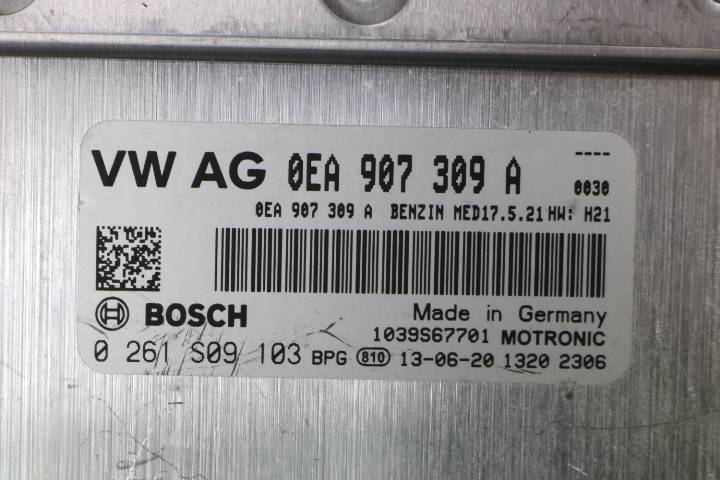 VW AG 0EA 907 309 A ----
0030
0EA 907 309 A BENZIN MED17.5.21 HW: H21
BOSCH Made in Germany
1039S67701 MOTRONIC
0 261 S09 103 BPG 810 13-06-20 1320 2306